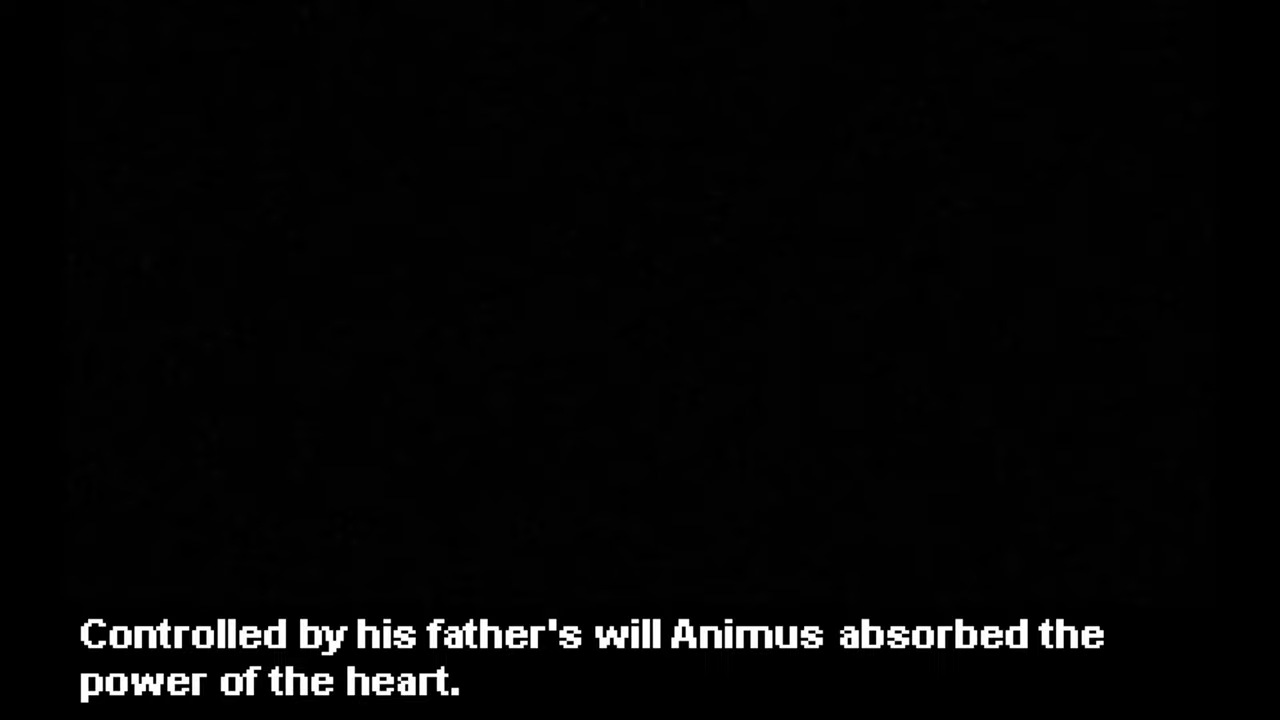 Controlled by his father's will Animus absorbed the
power of the heart.